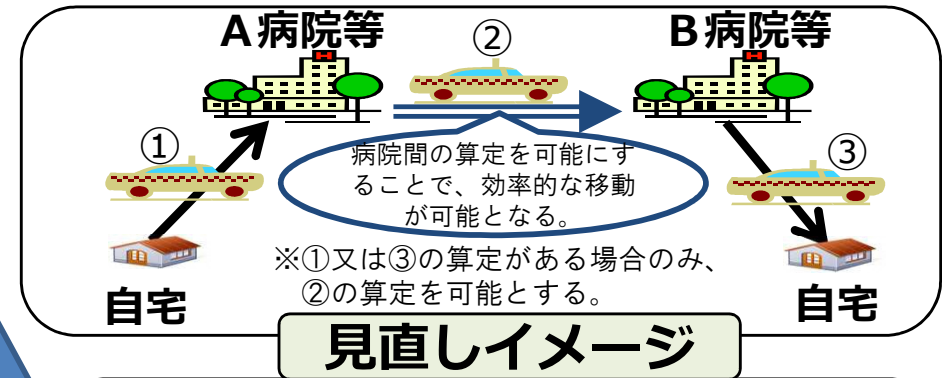 A病院等
②
B病院等
①
病院間の算定を可能にす
ることで、効率的な移動
が可能となる。
③
※①又は③の算定がある場合のみ、
②の算定を可能とする。
自宅
自宅
見直しイメージ